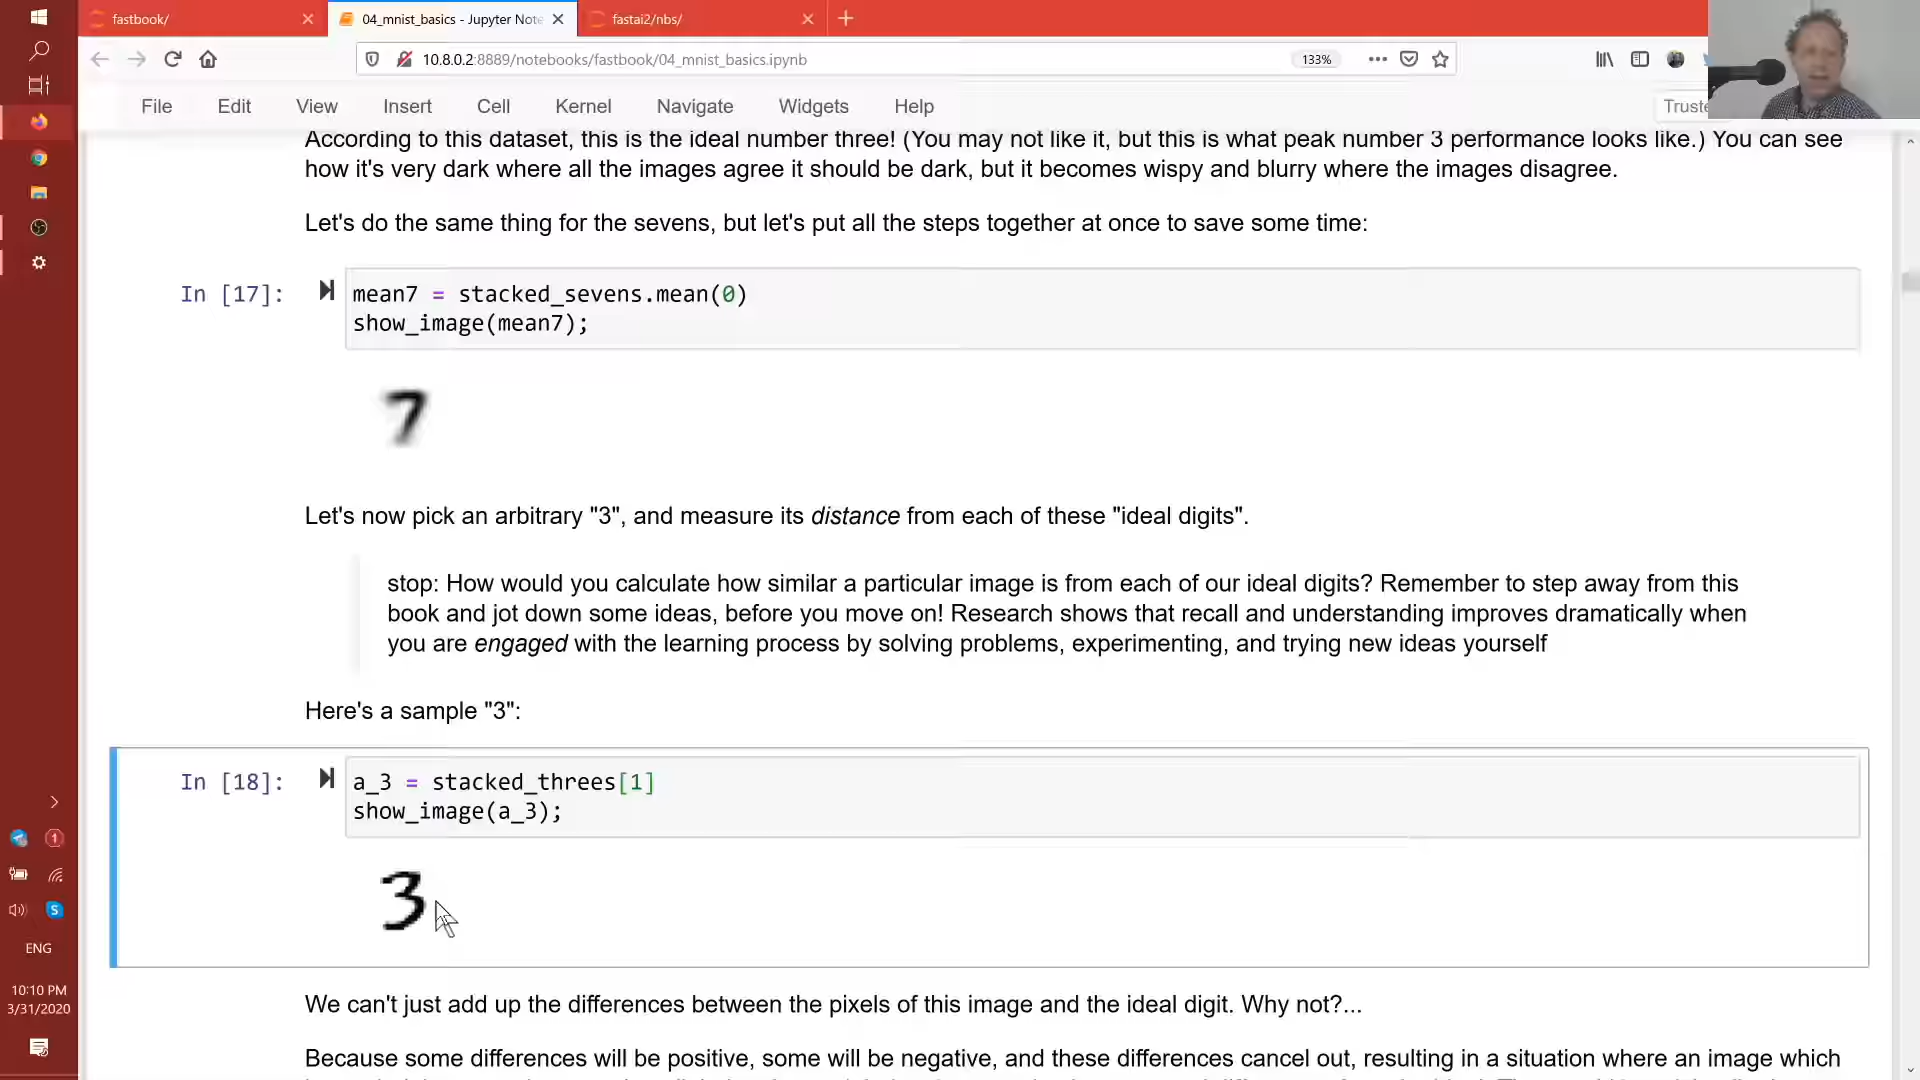 fastbook/
04_mnist_basics - Jupyter Note
fastai2/nbs/
10.8.0.2:8889/notebooks/fastbook/04_mnist_basics.ipynb
133%
File Edit View Insert Cell Kernel Navigate Widgets Help
Truste
According to this dataset, this is the ideal number three! (You may not like it, but this is what peak number 3 performance looks like.) You can see
how it's very dark where all the images agree it should be dark, but it becomes wispy and blurry where the images disagree.
Let's do the same thing for the sevens, but let's put all the steps together at once to save some time:
In [17]:
mean7 = stacked_sevens.mean(0)
show_image(mean7);
7
Let's now pick an arbitrary "3", and measure its distance from each of these "ideal digits".
stop: How would you calculate how similar a particular image is from each of our ideal digits? Remember to step away from this
book and jot down some ideas, before you move on! Research shows that recall and understanding improves dramatically when
you are engaged with the learning process by solving problems, experimenting, and trying new ideas yourself
Here's a sample "3":
In [18]:
a_3 = stacked_threes[1]
show_image(a_3);
3
We can't just add up the differences between the pixels of this image and the ideal digit. Why not?...
Because some differences will be positive, some will be negative, and these differences cancel out, resulting in a situation where an image which
ENG
10:10 PM
3/31/2020